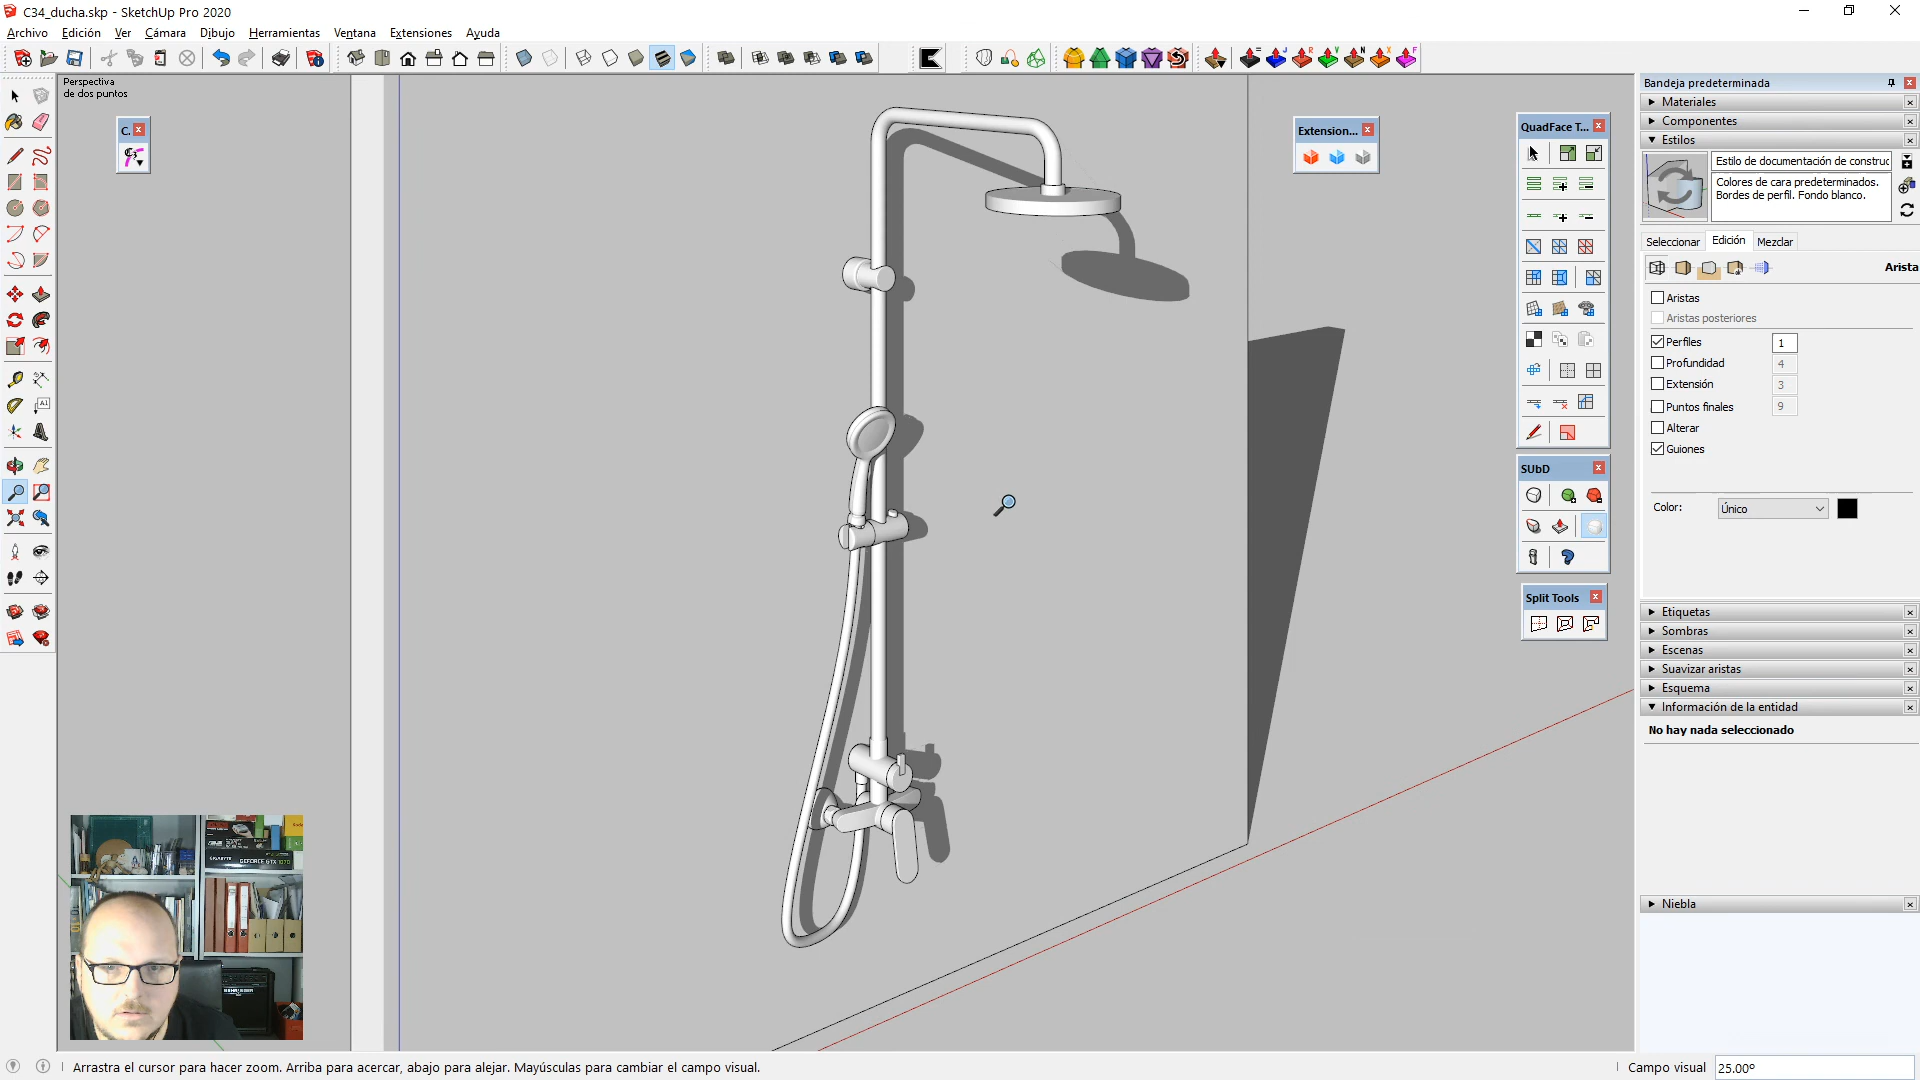 C34_ducha.skp - SketchUp Pro 2020
Archivo Edición Ver Cámara Dibujo Herramientas Ventana Extensiones Ayuda
Perspectiva
de dos puntos
C.
Extension...
QuadFace T...
SUbD
Split Tools
Bandeja predeterminada
Materiales
Componentes
Estilos
Estilo de documentación de construc
Colores de cara predeterminados.
Bordes de perfil. Fondo blanco.
Seleccionar Edición Mezclar
Arista
Aristas
Aristas posteriores
Perfiles 1
Profundidad 4
Extensión 3
Puntos finales 9
Alterar
Guiones
Color: Único
Etiquetas
Sombras
Escenas
Suavizar aristas
Esquema
Información de la entidad
No hay nada seleccionado
Niebla
GIGABYTE GEFORCE GTX 1070
Arrastra el cursor para hacer zoom. Arriba para acercar, abajo para alejar. Mayúsculas para cambiar el campo visual.
Campo visual 25.00º